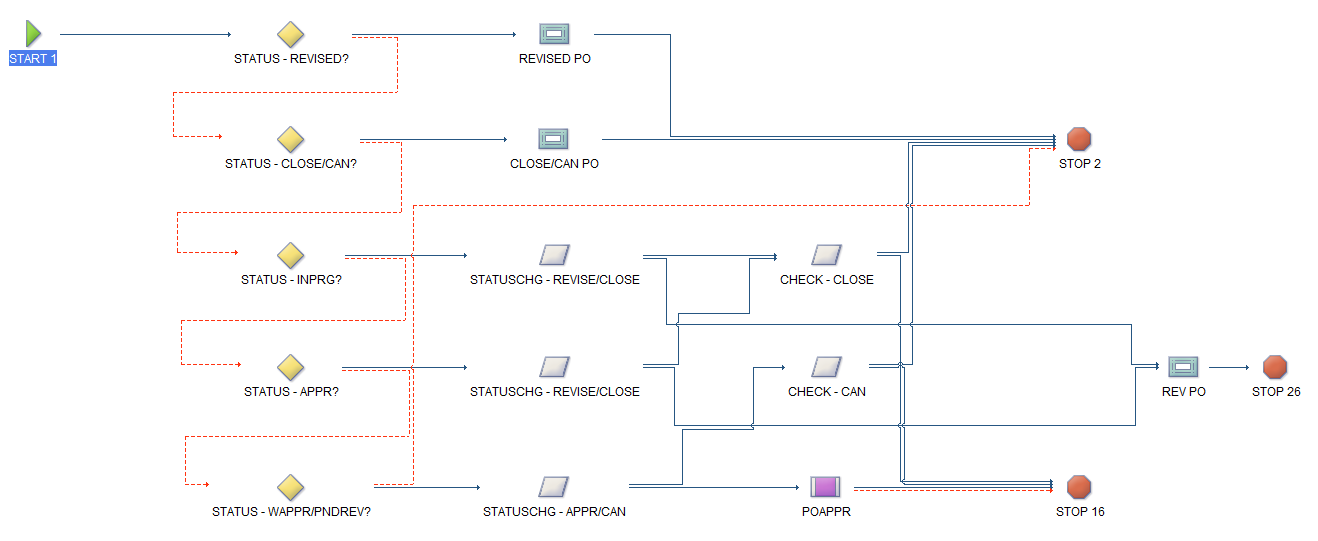 START 1
STATUS - REVISED?
REVISED PO
STATUS - CLOSE/CAN?
CLOSE/CAN PO
STOP 2
STATUS - INPRG?
STATUSCHG - REVISE/CLOSE
CHECK - CLOSE
STATUS - APPR?
STATUSCHG - REVISE/CLOSE
CHECK - CAN
REV PO
STOP 26
STATUS - WAPPR/PNDREV?
STATUSCHG - APPR/CAN
POAPPR
STOP 16